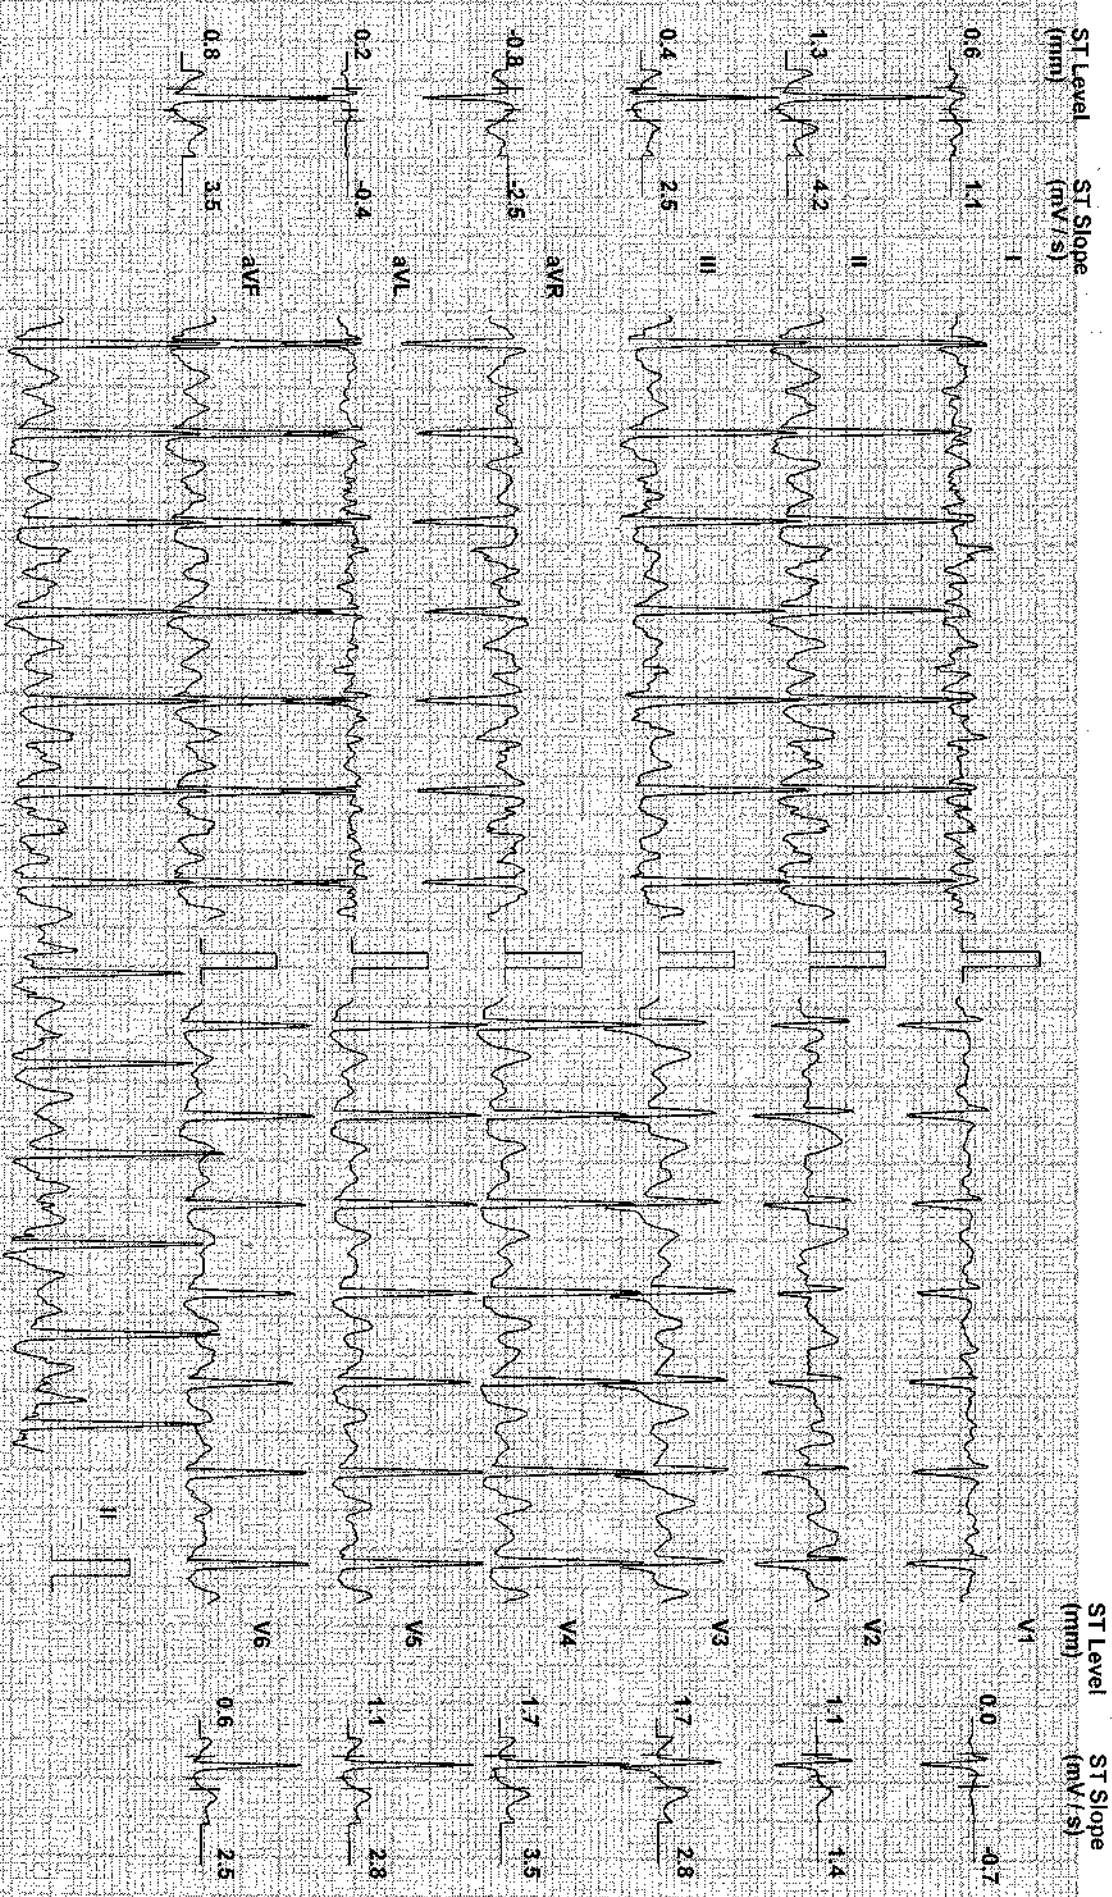 ST Level ST Slope
(mm) (mV / s)
0.6 1.1 I
1.3 4.2 II
0.4 2.5 III
-0.8 -2.5 aVR
0.2 -0.4 aVL
0.8 3.5 aVF
ST Level ST Slope
(mm) (mV / s)
V1 0.0 -0.7
V2 1.1 1.4
V3 1.7 2.8
V4 1.7 3.5
V5 1.1 2.8
V6 0.6 2.5
II